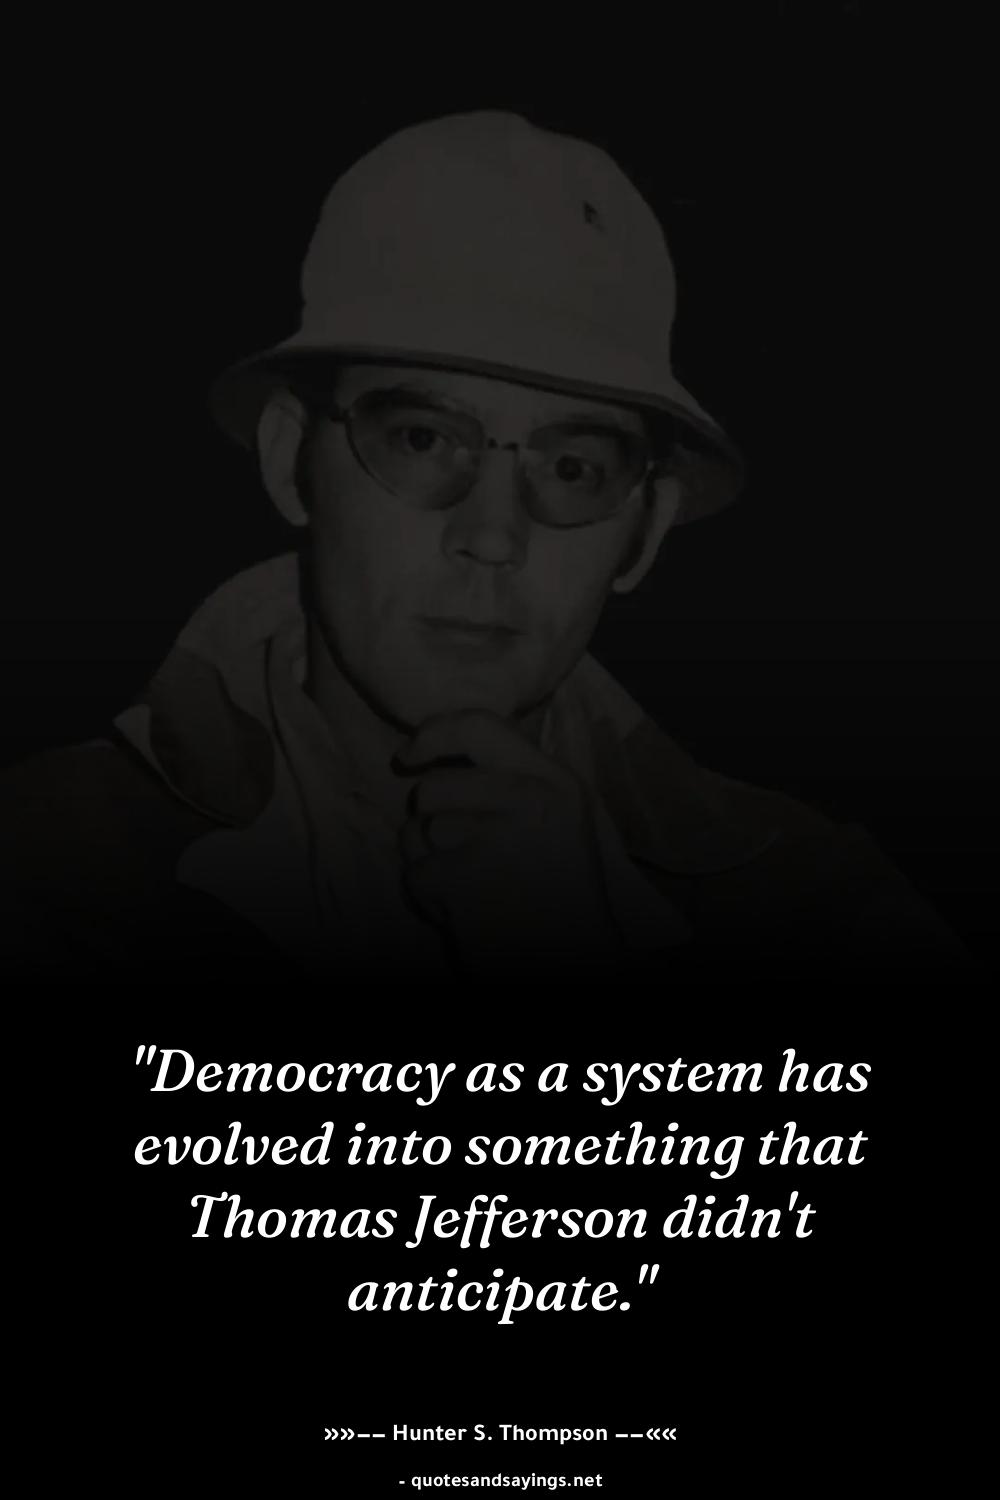 "Democracy as a system has
evolved into something that
Thomas Jefferson didn't
anticipate."
»»–– Hunter S. Thompson ––««
- quotesandsayings.net